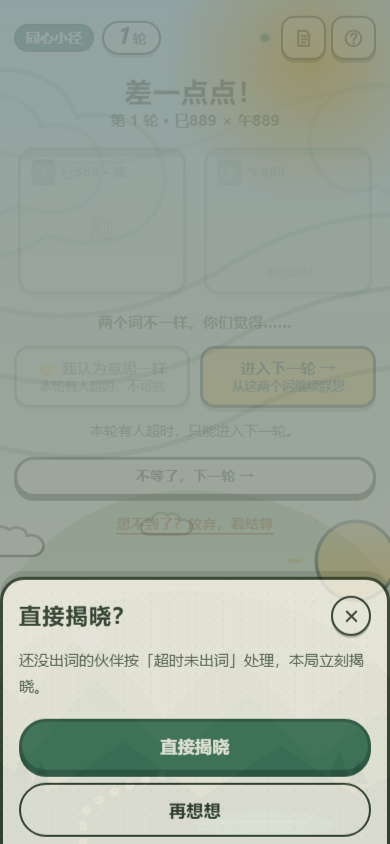 同心小径
1轮
差一点点！
第 1 轮 • 巳889 × 午889
巳889 • 我
午889
两个词不一样。你们觉得……
我认为意思一样
本轮有人超时，不可选
进入下一轮 →
从这两个词继续联想
本轮有人超时，只能进入下一轮。
不等了，下一轮 →
想不到了？放弃，看结算
直接揭晓？
还没出词的伙伴按「超时未出词」处理，本局立刻揭
晓。
直接揭晓
再想想